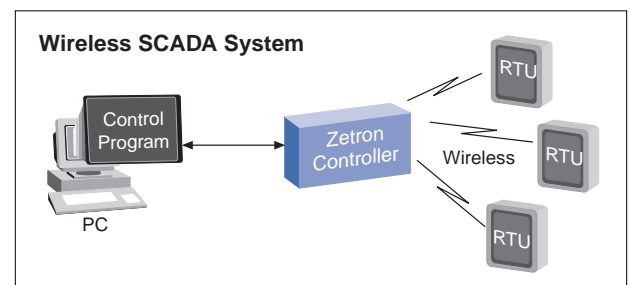 Wireless SCADA System
Control
Program
PC
Zetron
Controller
Wireless
RTU
RTU
RTU